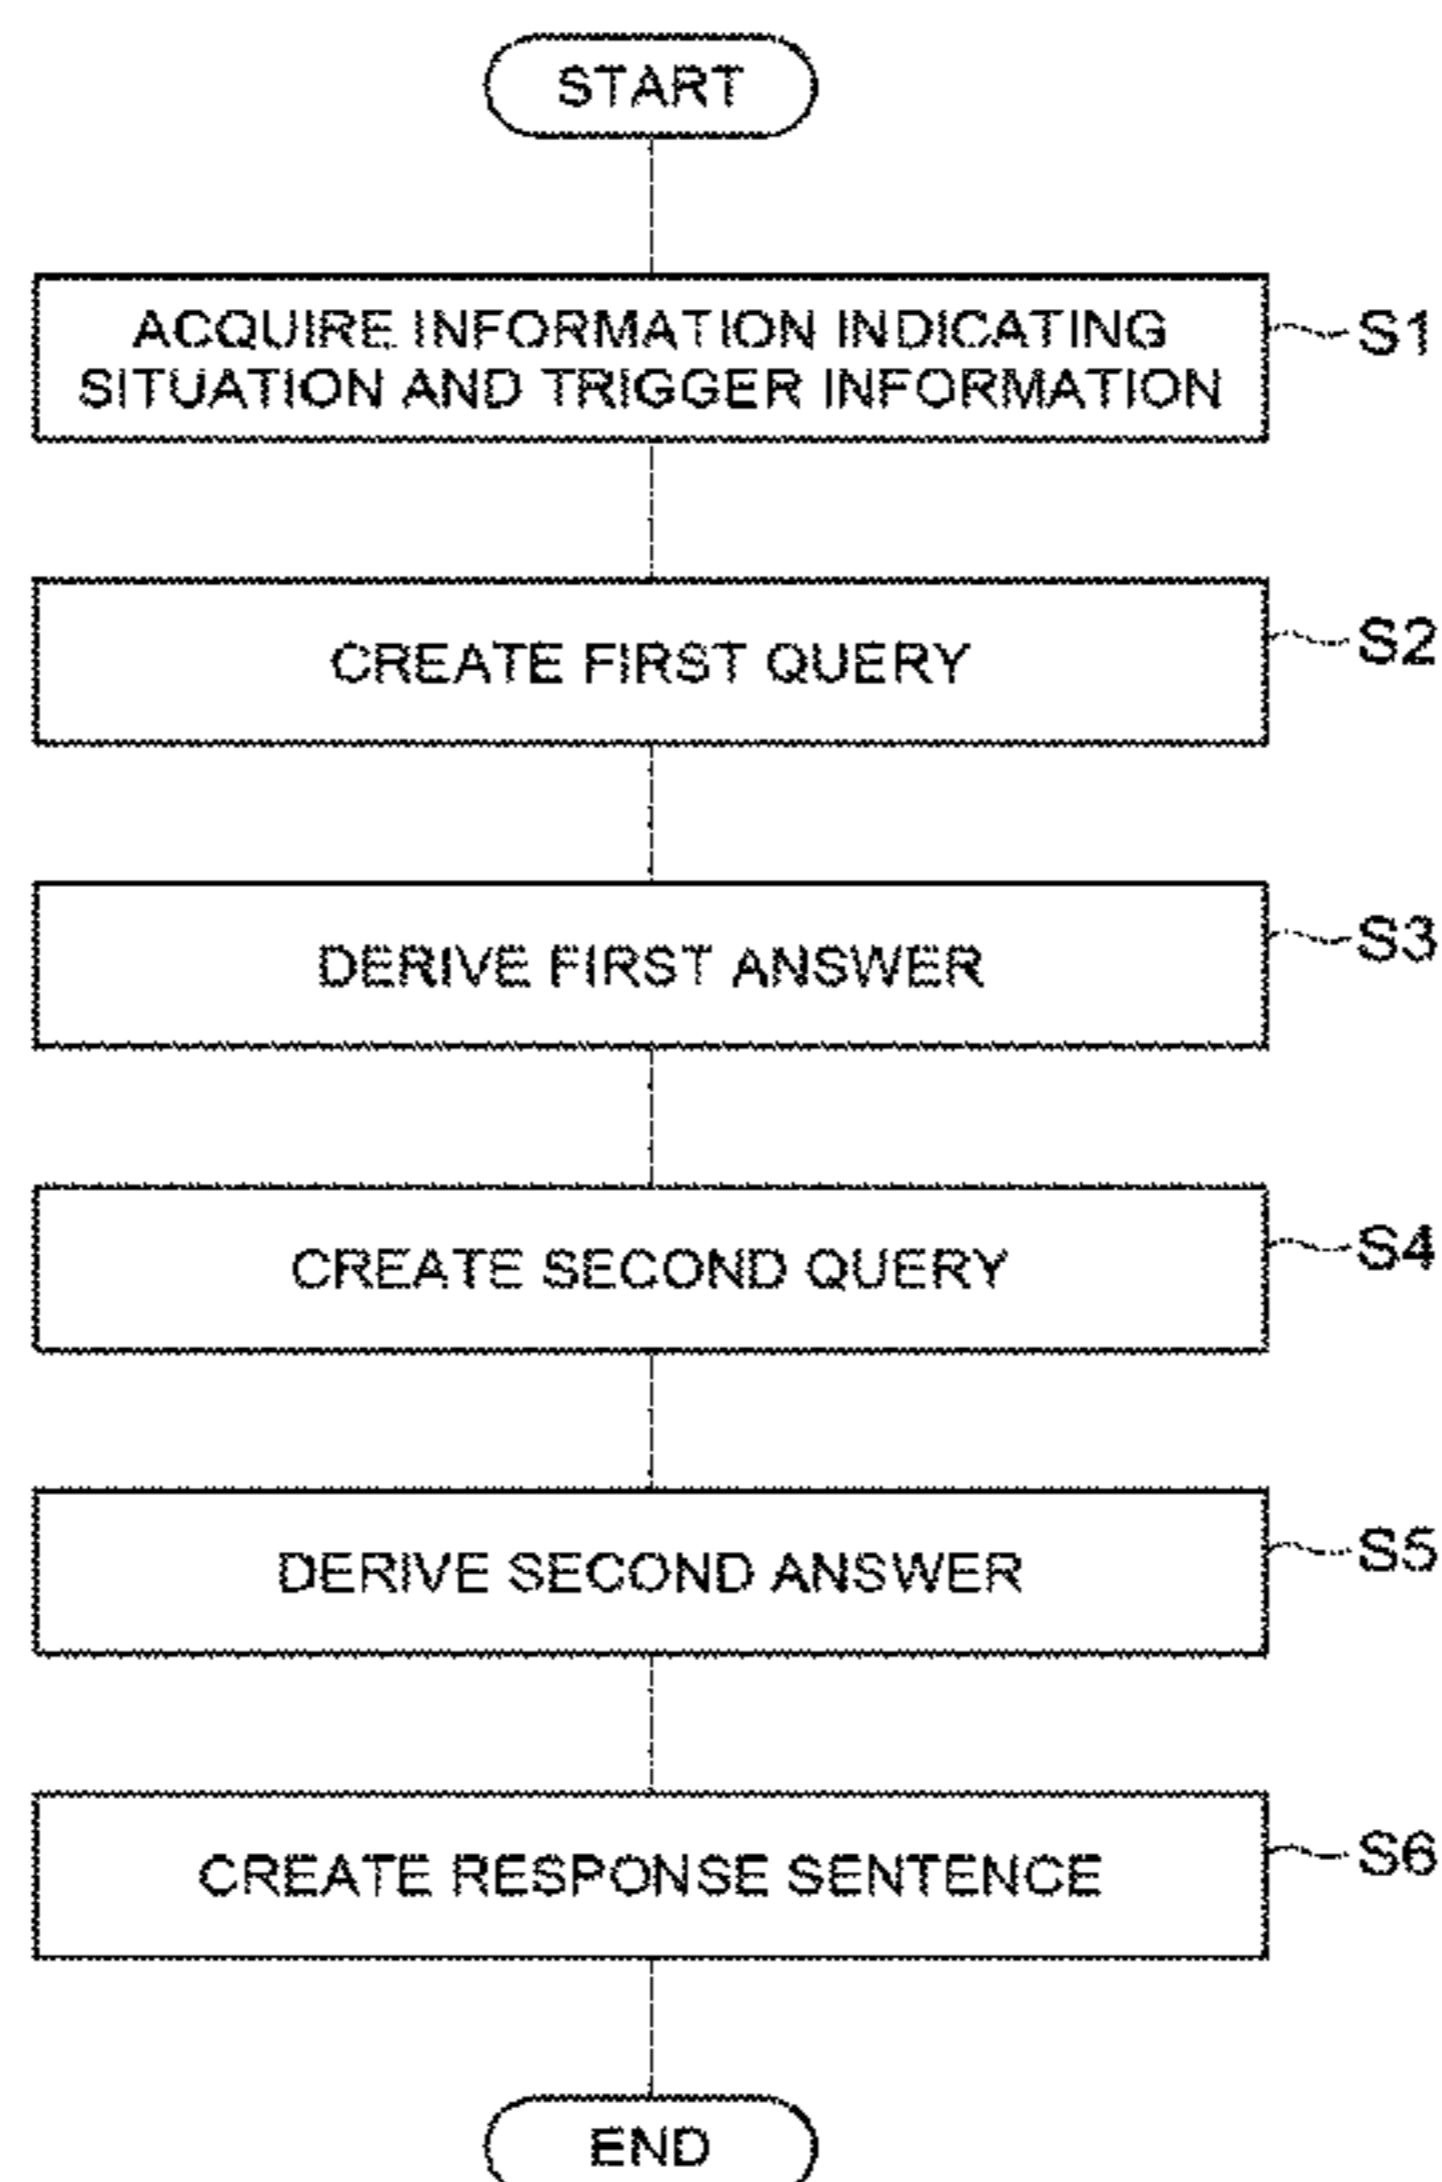 START
ACQUIRE INFORMATION INDICATING
SITUATION AND TRIGGER INFORMATION
S1
CREATE FIRST QUERY
S2
DERIVE FIRST ANSWER
S3
CREATE SECOND QUERY
S4
DERIVE SECOND ANSWER
S5
CREATE RESPONSE SENTENCE
S6
END